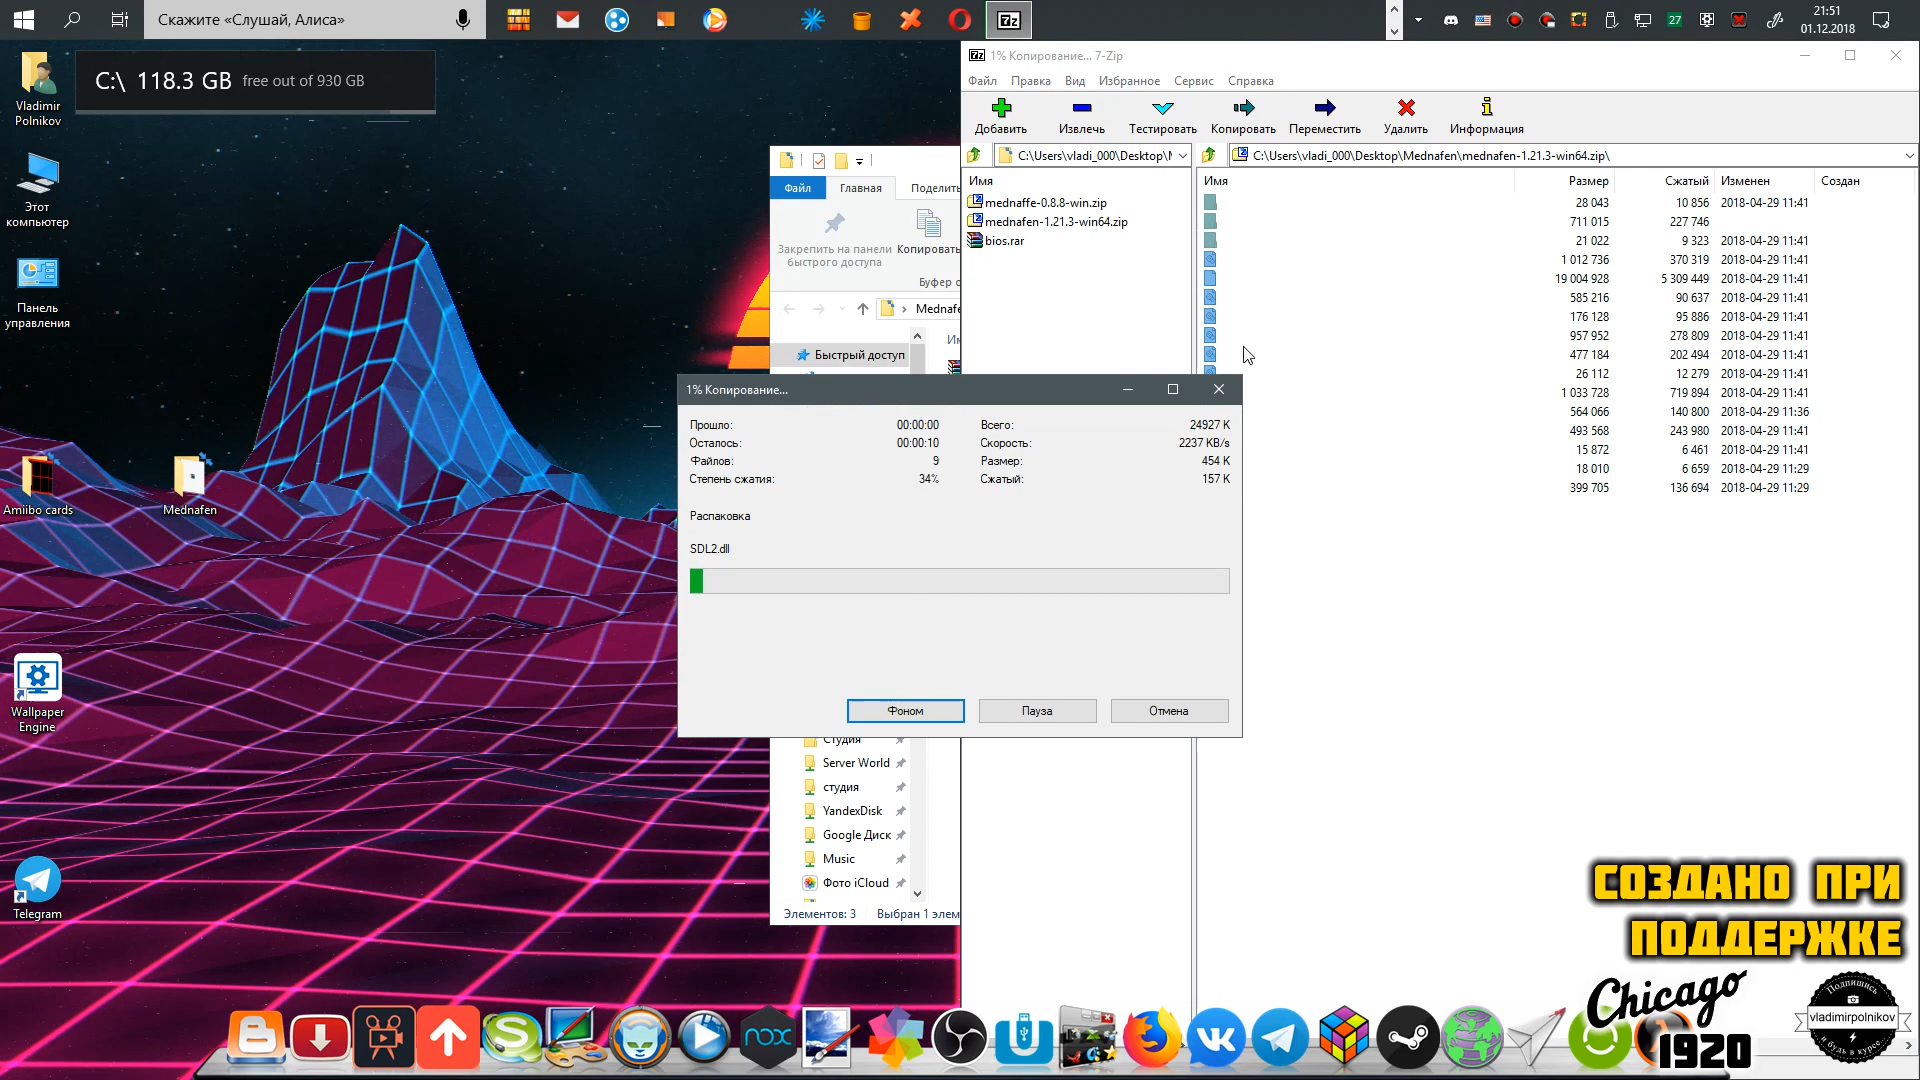 Скажите «Слушай, Алиса»
7z
27
21:51
01.12.2018
C:\ 118.3 GB free out of 930 GB
Vladimir
Polnikov
Этот
компьютер
Панель
управления
Amiibo cards
Mednafen
Wallpaper
Engine
Telegram
7z 1% Копирование... 7-Zip
Файл Правка Вид Избранное Сервис Справка
Добавить Извлечь Тестировать Копировать Переместить Удалить Информация
C:\Users\vladi_000\Desktop\
C:\Users\vladi_000\Desktop\Mednafen\mednafen-1.21.3-win64.zip\
Имя
mednaffe-0.8.8-win.zip
mednafen-1.21.3-win64.zip
bios.rar
Имя Размер Сжатый Изменен Создан
28 043 10 856 2018-04-29 11:41
711 015 227 746
21 022 9 323 2018-04-29 11:41
1 012 736 370 319 2018-04-29 11:41
19 004 928 5 309 449 2018-04-29 11:41
585 216 90 637 2018-04-29 11:41
176 128 95 886 2018-04-29 11:41
957 952 278 809 2018-04-29 11:41
477 184 202 494 2018-04-29 11:41
26 112 12 279 2018-04-29 11:41
1 033 728 719 894 2018-04-29 11:41
564 066 140 800 2018-04-29 11:36
493 568 243 980 2018-04-29 11:41
15 872 6 461 2018-04-29 11:41
18 010 6 659 2018-04-29 11:29
399 705 136 694 2018-04-29 11:29
Файл Главная Поделить
Закрепить на панели
быстрого доступа
Копировать
Буфер о
Mednafe
Быстрый доступ
Студия
Server World
студия
YandexDisk
Google Диск
Music
Фото iCloud
Элементов: 3 Выбран 1 элем
1% Копирование...
Прошло: 00:00:00 Всего: 24927 K
Осталось: 00:00:10 Скорость: 2237 KB/s
Файлов: 9 Размер: 454 K
Степень сжатия: 34% Сжатый: 157 K
Распаковка
SDL2.dll
Фоном Пауза Отмена
nox
СОЗДАНО ПРИ
ПОДДЕРЖКЕ
Chicago
1920
Подпишись
vladimirpolnikov
и будь в курсе